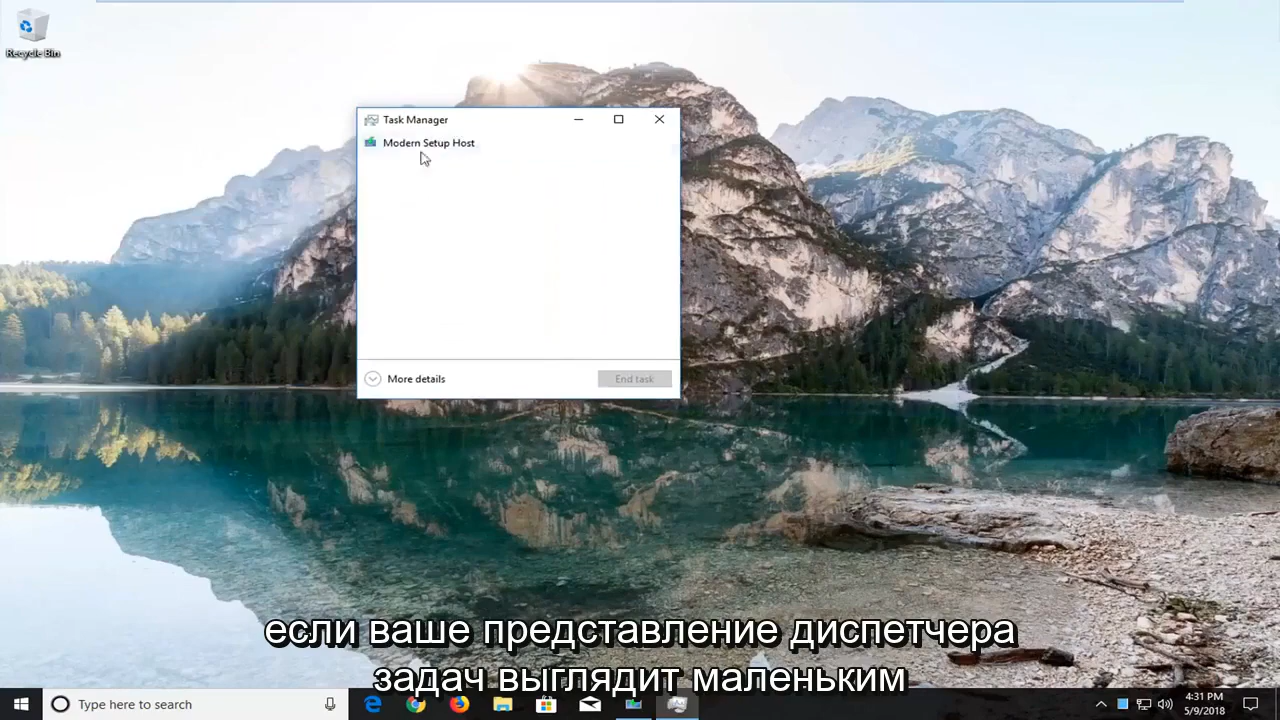 Recycle Bin
Task Manager
Modern Setup Host
More details
End task
если ваше представление диспетчера
задач выглядит маленьким
Type here to search
4:31 PM
5/9/2018